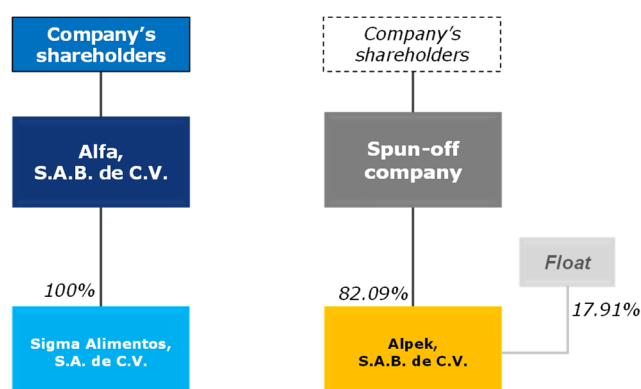 Company's
shareholders
Company's
shareholders
Alfa,
S.A.B. de C.V.
Spun-off
company
Float
100%
82.09%
17.91%
Sigma Alimentos,
S.A. de C.V.
Alpek,
S.A.B. de C.V.